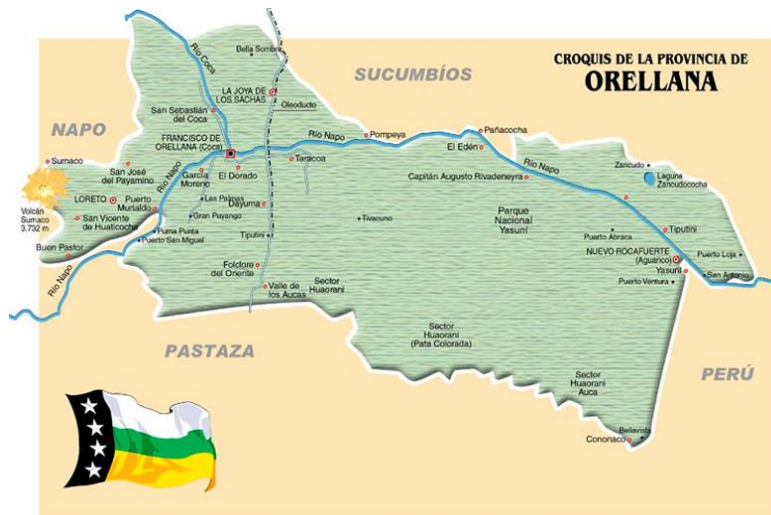 CROQUIS DE LA PROVINCIA DE
ORELLANA
SUCUMBÍOS
NAPO
PASTAZA
PERÚ
Río Coca
Bella Sombra
LA JOYA DE
LOS SACHAS
Oleoducto
San Sebastián
del Coca
FRANCISCO DE
ORELLANA (Coca)
Río Napo
Pompeya
Pañacocha
El Edén
Río Napo
Zancudo
Laguna
Zancudococha
Sumaco
San José
del Payamino
Río Napo
García
Moreno
El Dorado
Taracoa
Capitán Augusto Rivadeneyra
Volcán
Sumaco
3.732 m
LORETO
Puerto
Murialdo
Las Palmas
Gran Puyango
Dayuma
San Vicente
de Huaticocha
Tivacuno
Parque
Nacional
Yasuní
Puerto Abraca
Tiputini
Puma Punta
Puerto San Miguel
Tiputini
Buen Pastor
NUEVO ROCAFUERTE
(Aguarico)
Puerto Loja
Yasuní
San Antonio
Puerto Ventura
Folclore
del Oriente
Río Napo
Valle de
los Aucas
Sector
Huaorani
Sector
Huaorani
(Pata Colorada)
Sector
Huaorani
Auca
Bellavista
Cononaco